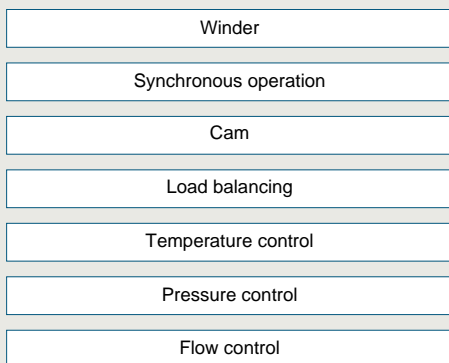 Winder
Synchronous operation
Cam
Load balancing
Temperature control
Pressure control
Flow control